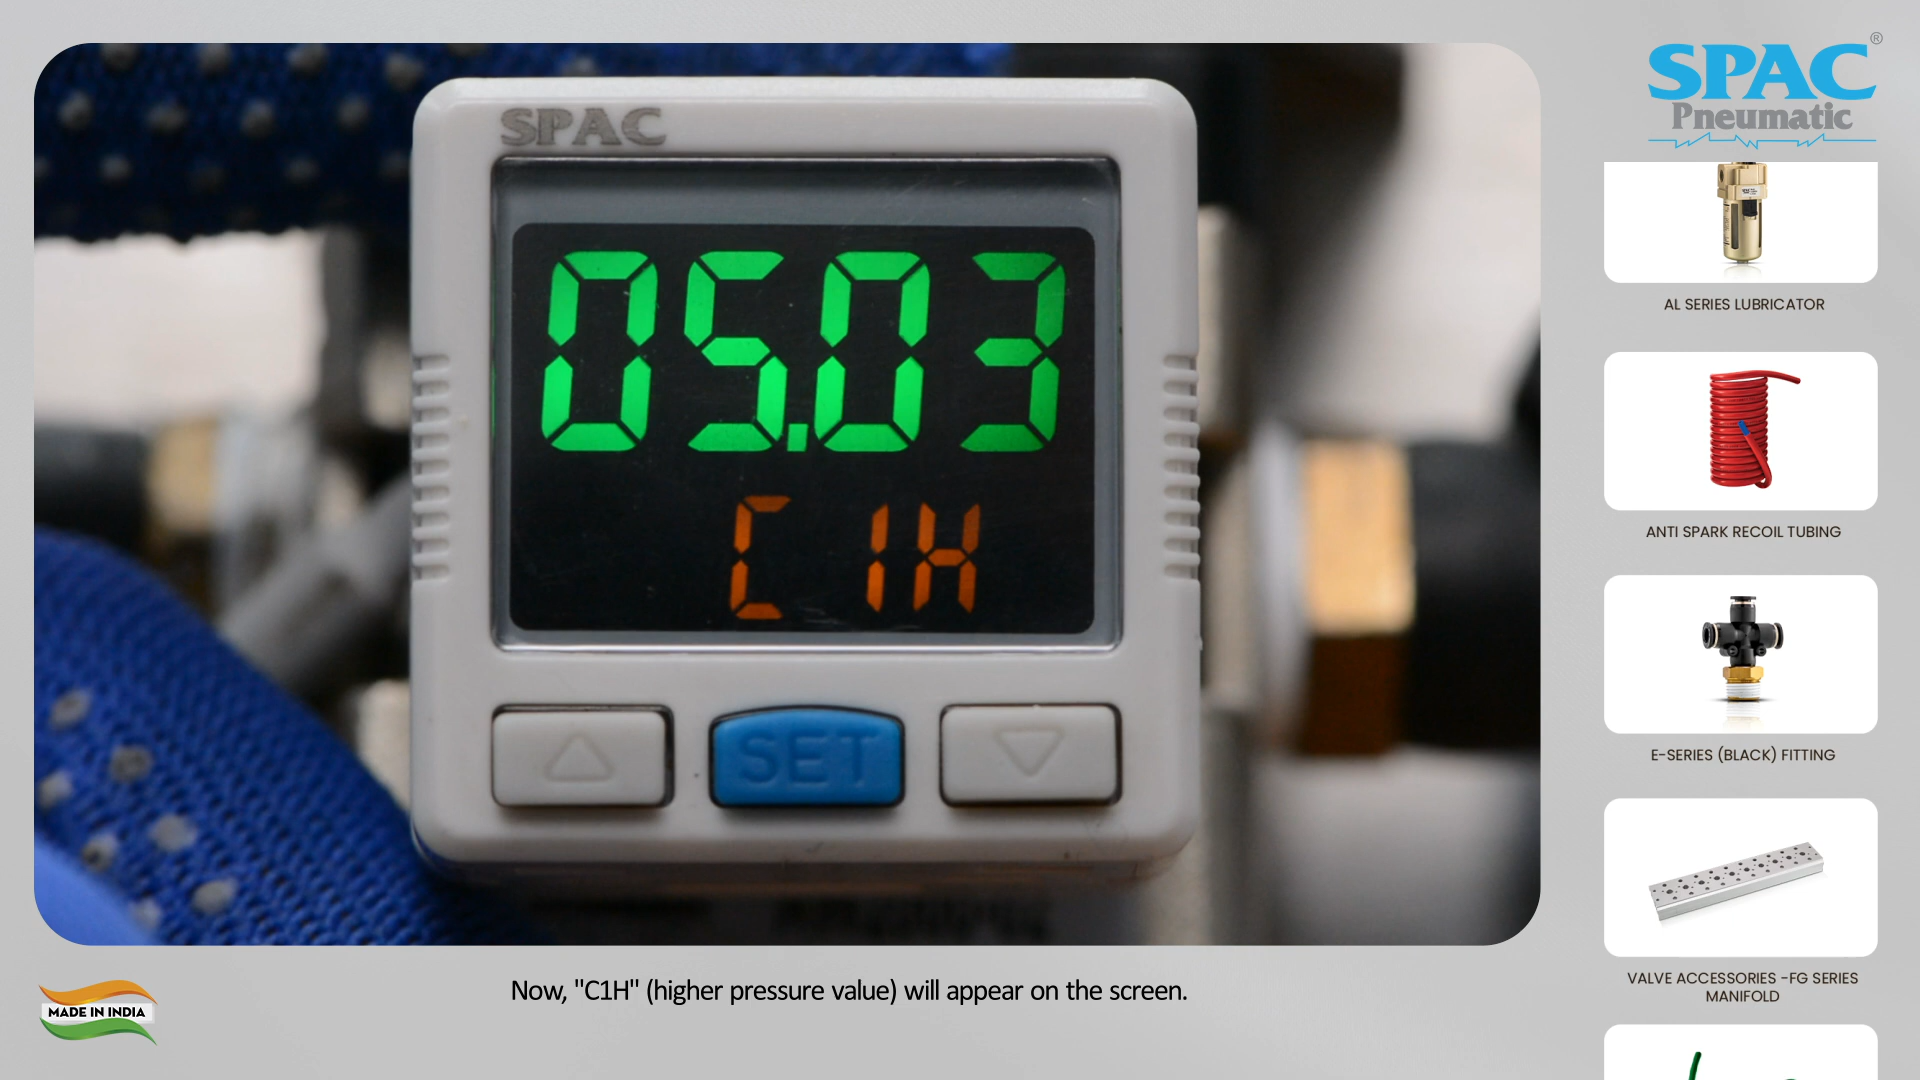 SPAC
05.03
C1H
SET
Now, "C1H" (higher pressure value) will appear on the screen.
MADE IN INDIA
SPAC®
Pneumatic
AL SERIES LUBRICATOR
ANTI SPARK RECOIL TUBING
E-SERIES (BLACK) FITTING
VALVE ACCESSORIES -FG SERIES
MANIFOLD